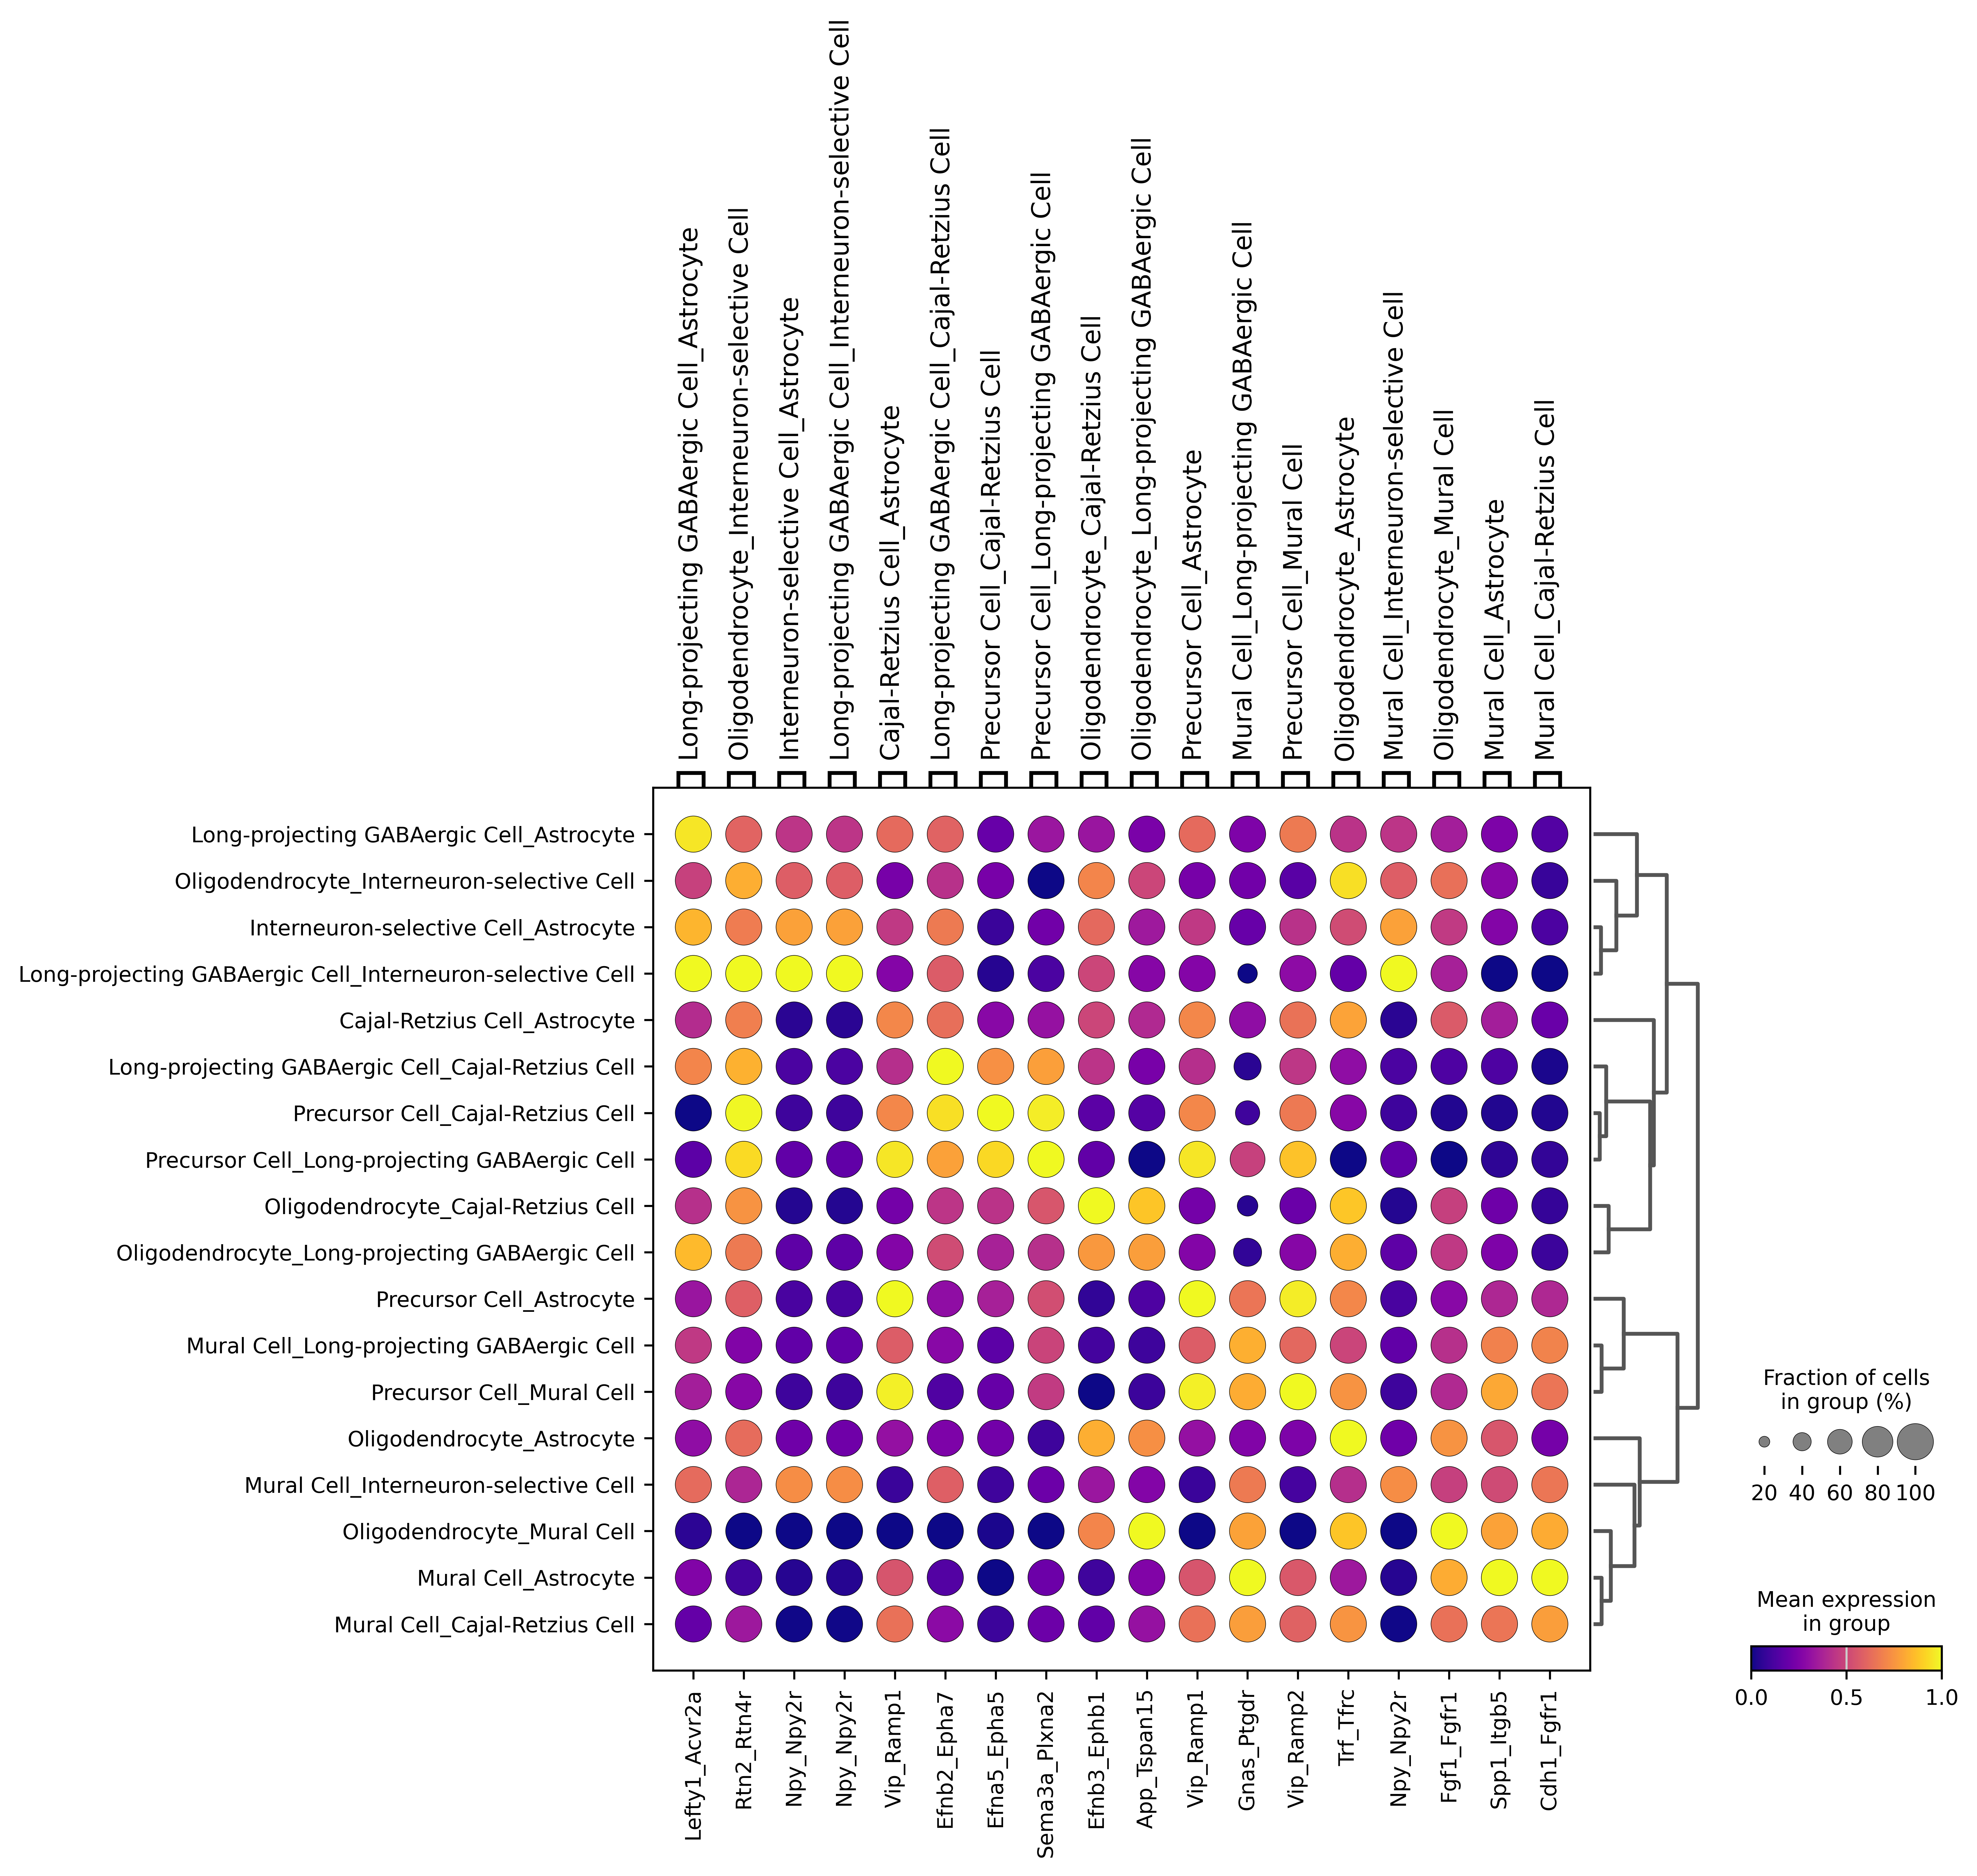 Long-projecting GABAergic Cell_Astrocyte
Oligodendrocyte_Interneuron-selective Cell
Interneuron-selective Cell_Astrocyte
Long-projecting GABAergic Cell_Interneuron-selective Cell
Cajal-Retzius Cell_Astrocyte
Long-projecting GABAergic Cell_Cajal-Retzius Cell
Precursor Cell_Cajal-Retzius Cell
Precursor Cell_Long-projecting GABAergic Cell
Oligodendrocyte_Cajal-Retzius Cell
Oligodendrocyte_Long-projecting GABAergic Cell
Precursor Cell_Astrocyte
Mural Cell_Long-projecting GABAergic Cell
Precursor Cell_Mural Cell
Oligodendrocyte_Astrocyte
Mural Cell_Interneuron-selective Cell
Oligodendrocyte_Mural Cell
Mural Cell_Astrocyte
Mural Cell_Cajal-Retzius Cell
Long-projecting GABAergic Cell_Astrocyte
Oligodendrocyte_Interneuron-selective Cell
Interneuron-selective Cell_Astrocyte
Long-projecting GABAergic Cell_Interneuron-selective Cell
Cajal-Retzius Cell_Astrocyte
Long-projecting GABAergic Cell_Cajal-Retzius Cell
Precursor Cell_Cajal-Retzius Cell
Precursor Cell_Long-projecting GABAergic Cell
Oligodendrocyte_Cajal-Retzius Cell
Oligodendrocyte_Long-projecting GABAergic Cell
Precursor Cell_Astrocyte
Mural Cell_Long-projecting GABAergic Cell
Precursor Cell_Mural Cell
Oligodendrocyte_Astrocyte
Mural Cell_Interneuron-selective Cell
Oligodendrocyte_Mural Cell
Mural Cell_Astrocyte
Mural Cell_Cajal-Retzius Cell
Lefty1_Acvr2a
Rtn2_Rtn4r
Npy_Npy2r
Npy_Npy2r
Vip_Ramp1
Efnb2_Epha7
Efna5_Epha5
Sema3a_Plxna2
Efnb3_Ephb1
App_Tspan15
Vip_Ramp1
Gnas_Ptgdr
Vip_Ramp2
Trf_Tfrc
Npy_Npy2r
Fgf1_Fgfr1
Spp1_Itgb5
Cdh1_Fgfr1
Fraction of cells
in group (%)
20 40 60 80 100
Mean expression
in group
0.0 0.5 1.0